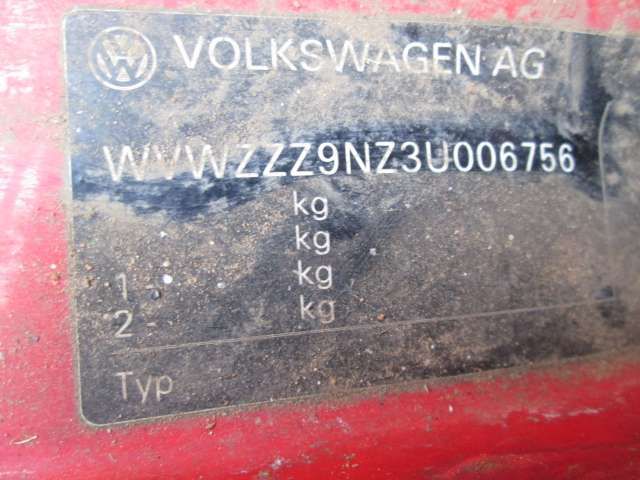 VOLKSWAGEN AG
WVWZZZ9NZ3U006756
kg
kg
1 - kg
2 - kg
Typ